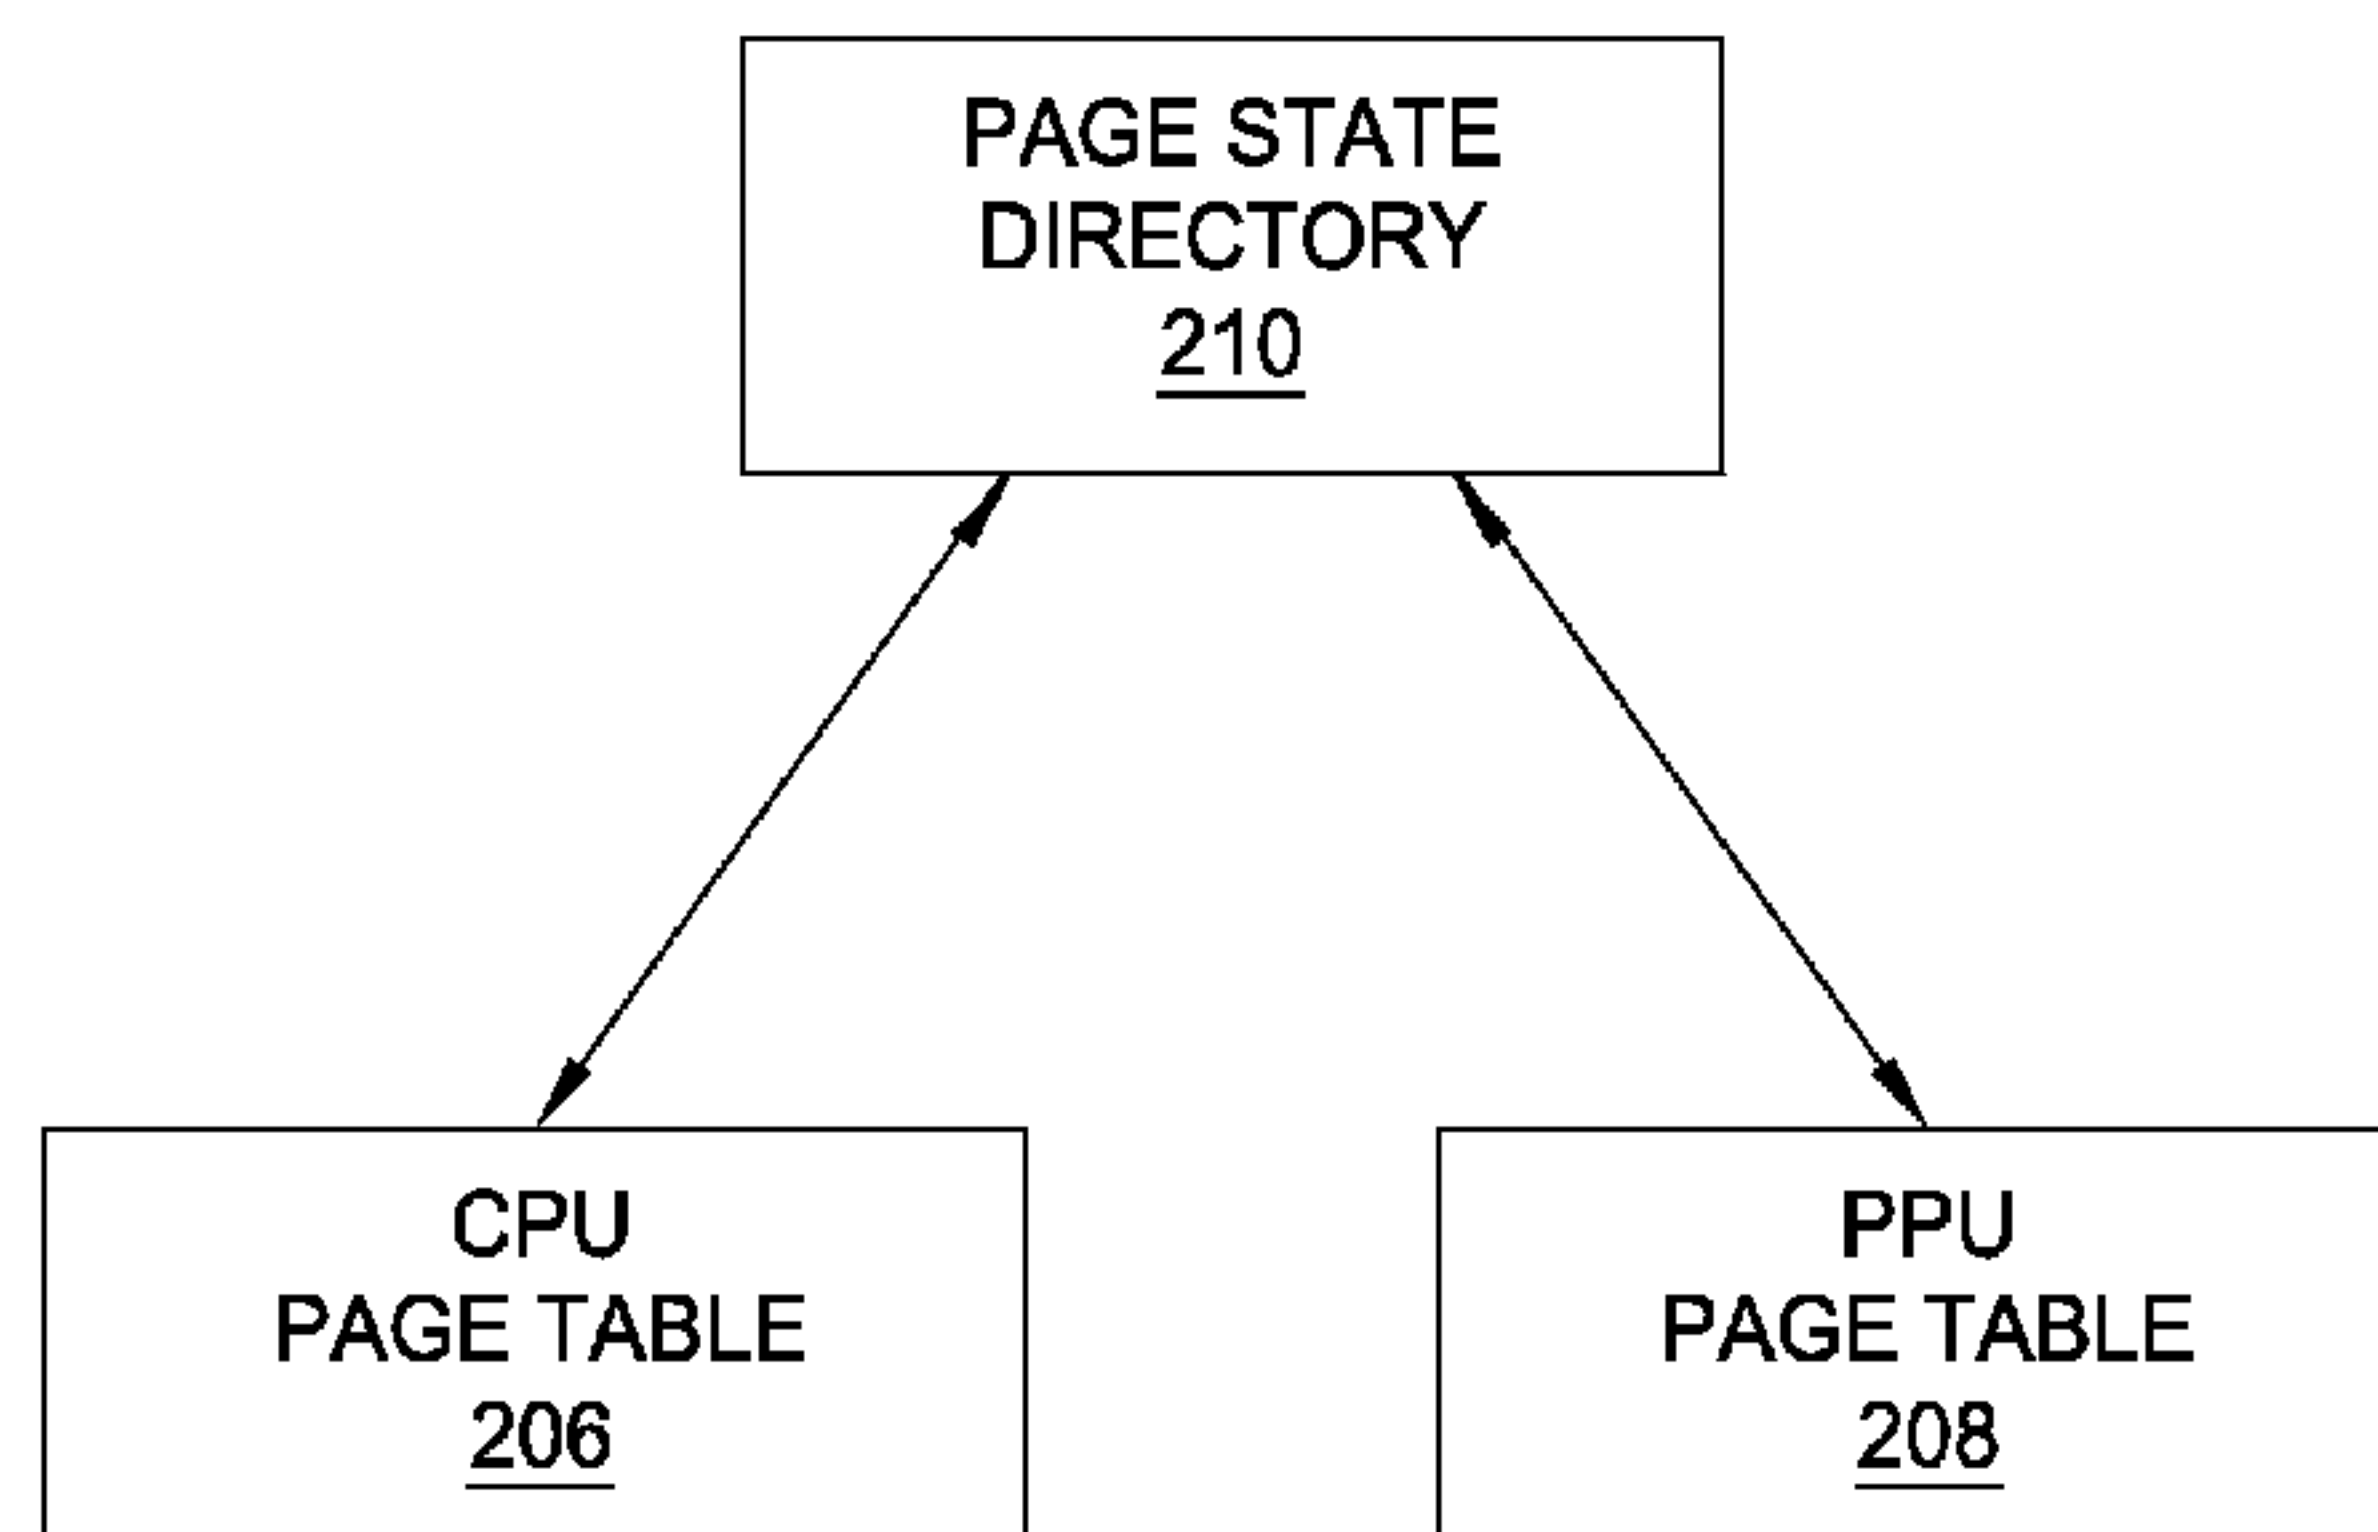 PAGE STATE
DIRECTORY
210
CPU
PAGE TABLE
206
PPU
PAGE TABLE
208